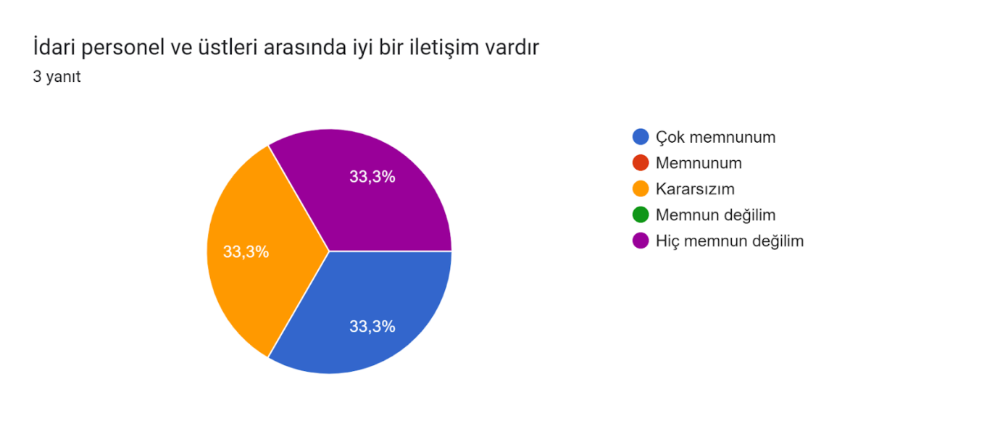 İdari personel ve üstleri arasında iyi bir iletişim vardır
3 yanıt
33,3%
33,3%
33,3%
Çok memnunum
Memnunum
Kararsızım
Memnun değilim
Hiç memnun değilim